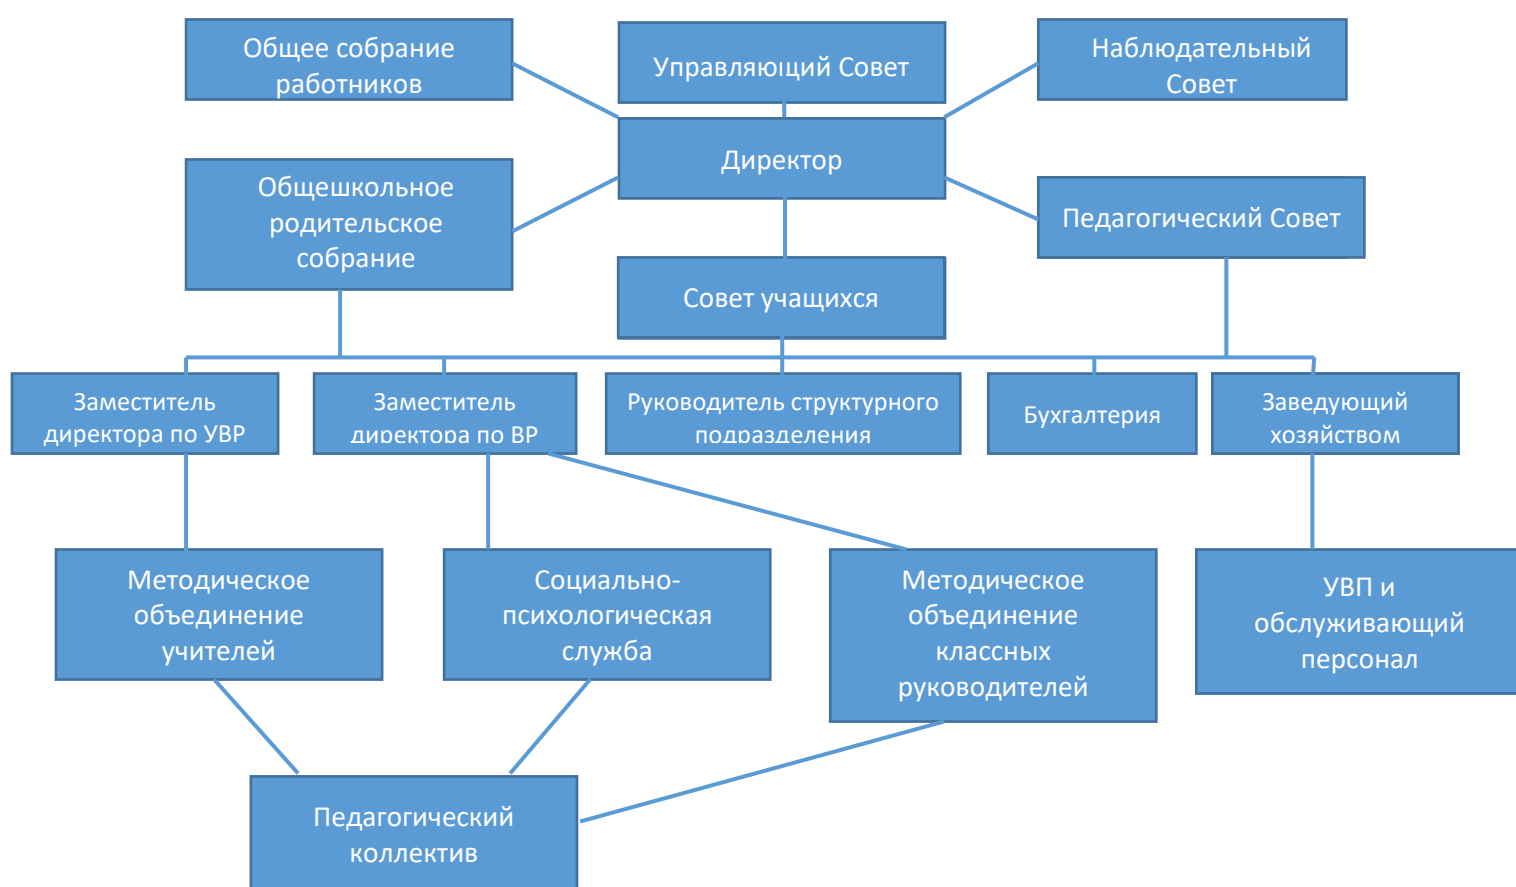 Общее собрание
работников
Управляющий Совет
Наблюдательный
Совет
Директор
Общешкольное
родительское
собрание
Педагогический Совет
Совет учащихся
Заместитель
директора по УВР
Заместитель
директора по ВР
Руководитель структурного
подразделения
Бухгалтерия
Заведующий
хозяйством
Методическое
объединение
учителей
Социально-
психологическая
служба
Методическое
объединение
классных
руководителей
УВП и
обслуживающий
персонал
Педагогический
коллектив